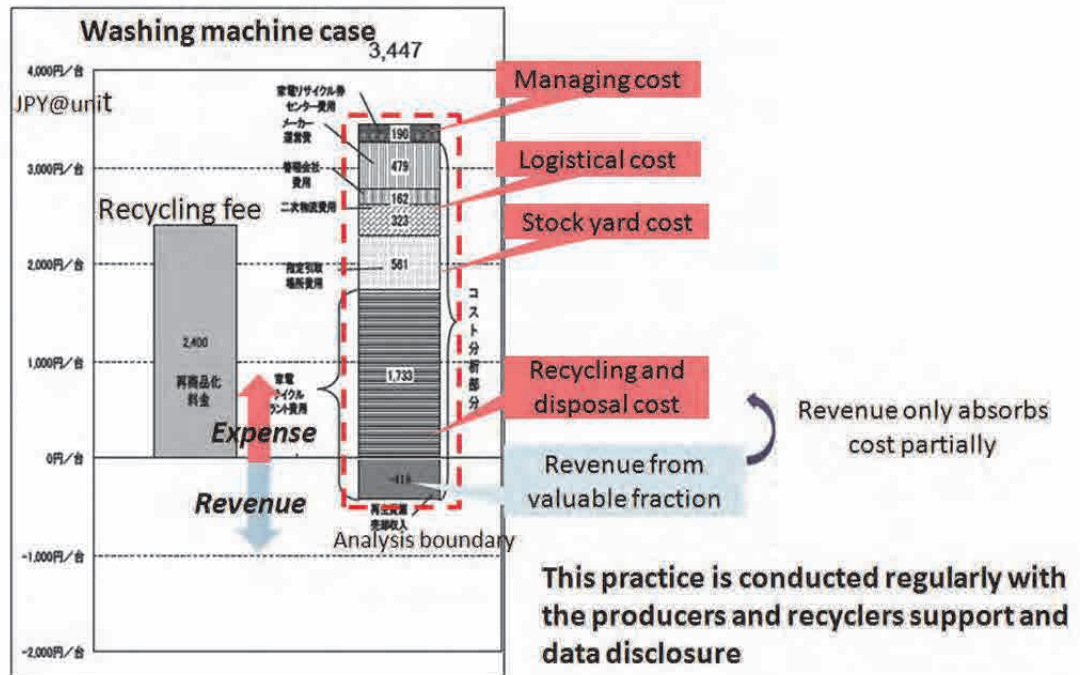 Washing machine case
3,447
4,000円/台
JPY@unit
3,000円/台
2,000円/台
1,000円/台
0円/台
-1,000円/台
-2,000円/台
Recycling fee
2,400
再商品化
料金
Expense
Revenue
家電リサイクル券
センター費用
メーカー
運営費
管理会社
費用
二次物流費用
指定引取
場所費用
家電
イクル
ント費用
再生資源
売却収入
190
479
162
323
561
1,733
コスト分析部分
Analysis boundary
Managing cost
Logistical cost
Stock yard cost
Recycling and
disposal cost
Revenue from
valuable fraction
Revenue only absorbs
cost partially
This practice is conducted regularly with
the producers and recyclers support and
data disclosure